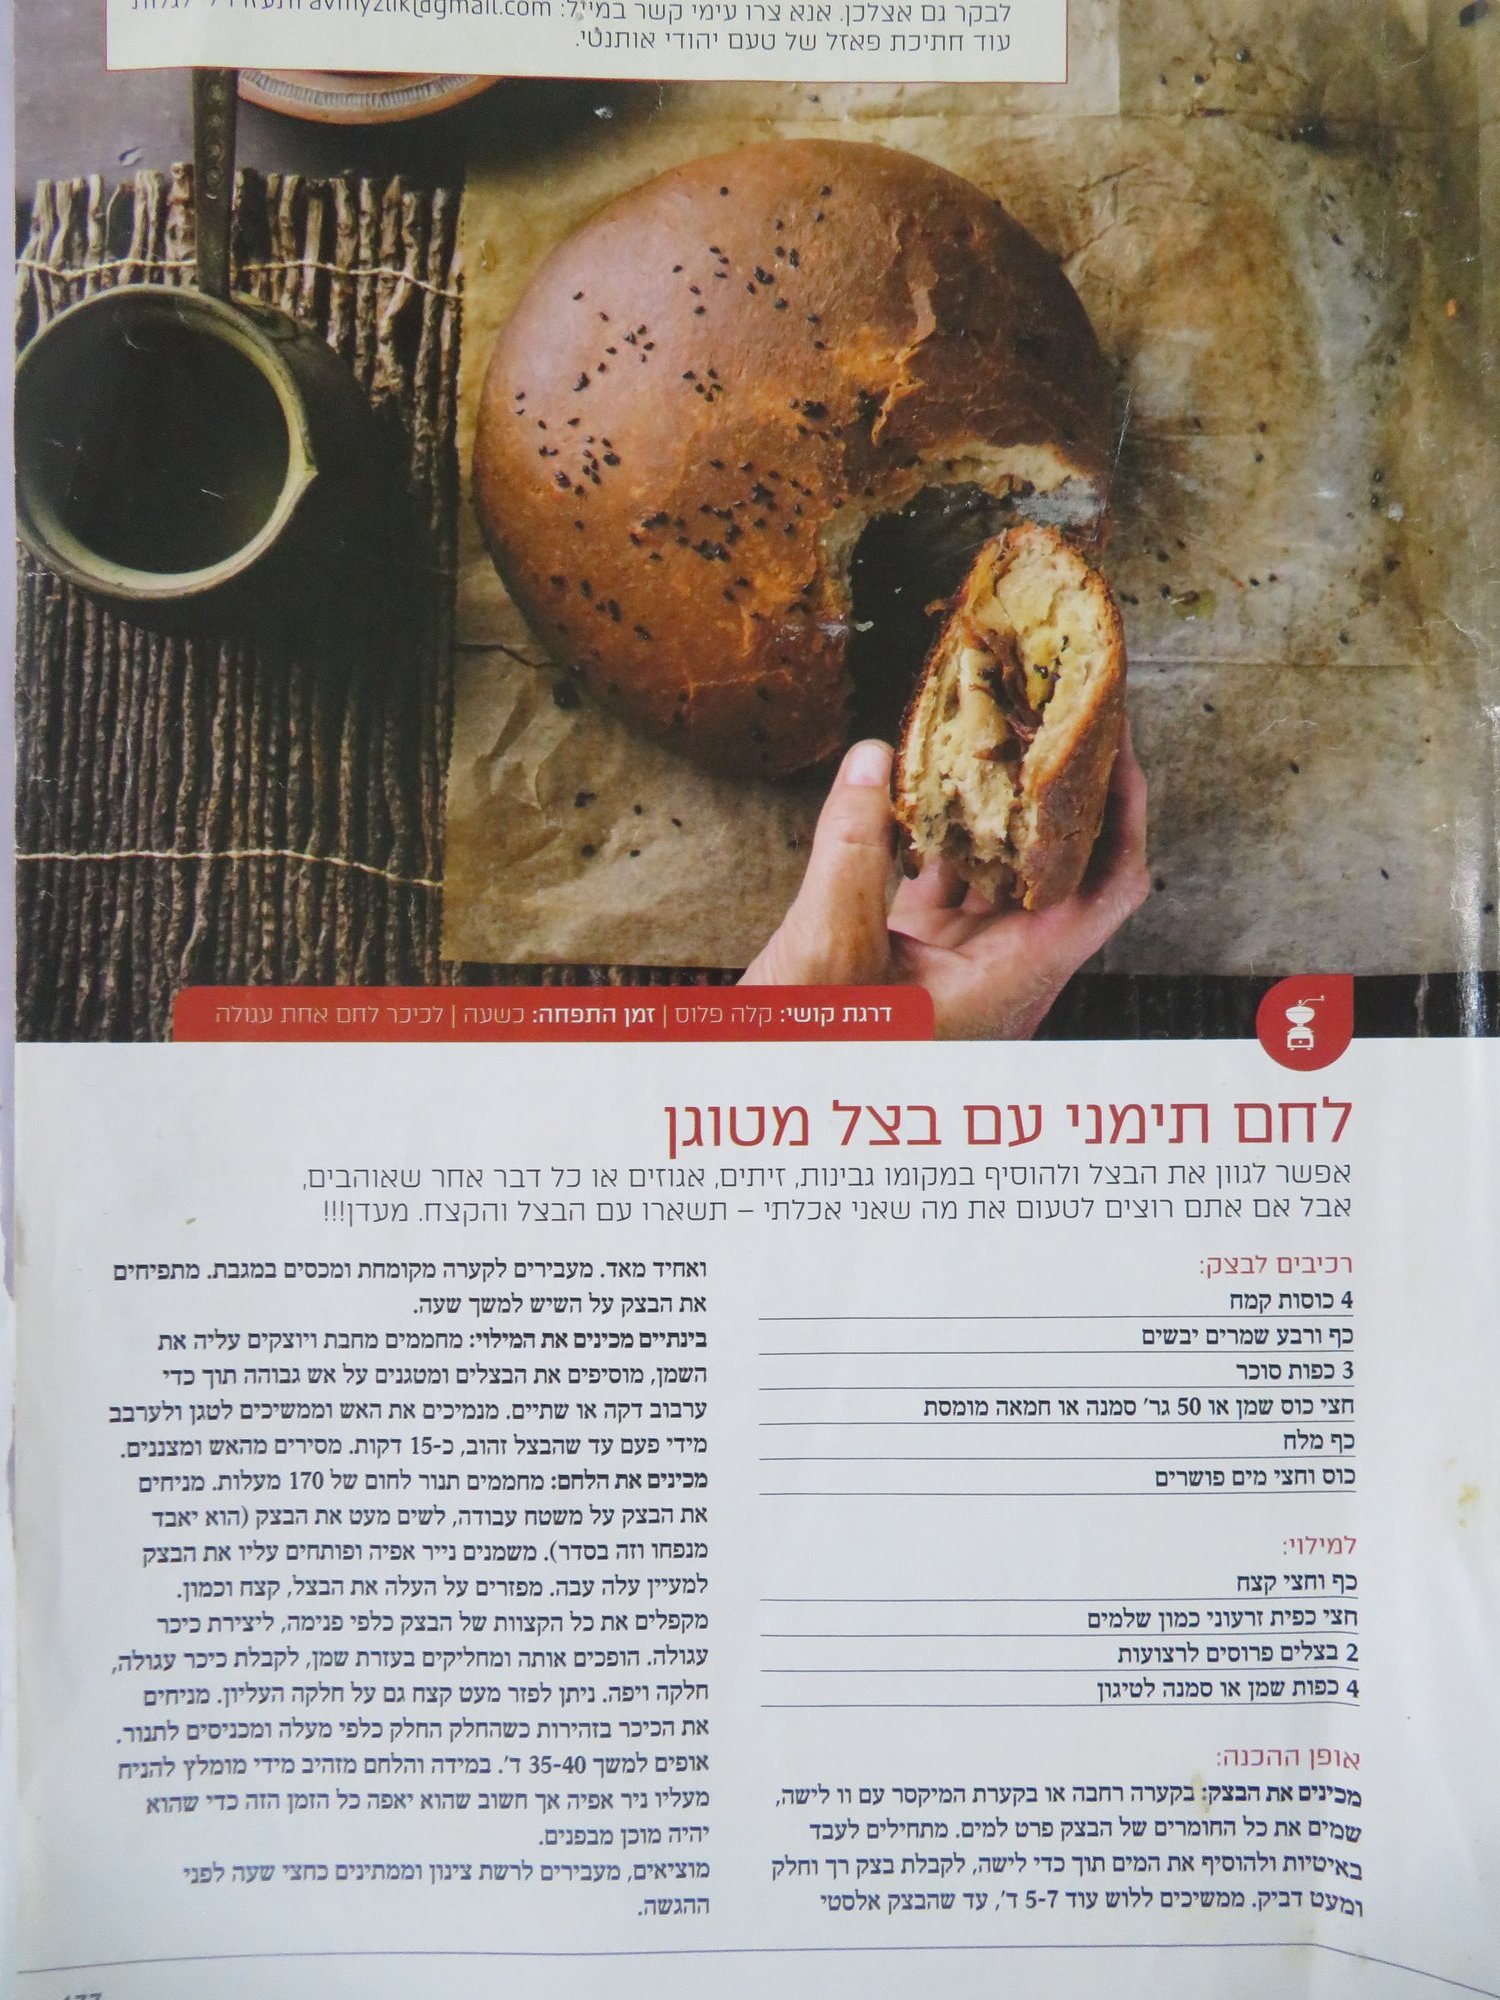 לבקר גם אצלכן. אנא צרו עימי קשר במייל: avmyzlik@gmail.com
עוד חתיכת פאזל של טעם יהודי אותנטי.
דרגת קושי: קלה פלוס | זמן התפחה: כשעה | לכיכר לחם אחת עגולה
לחם תימני עם בצל מטוגן
אפשר לגוון את הבצל ולהוסיף במקומו גבינות, זיתים, אגוזים או כל דבר אחר שאוהבים,
אבל אם אתם רוצים לטעום את מה שאני אכלתי – תשארו עם הבצל והקצח. מעדן!!!
רכיבים לבצק:
4 כוסות קמח
כף ורבע שמרים יבשים
3 כפות סוכר
חצי כוס שמן או 50 גר' סמנה או חמאה מומסת
כף מלח
כוס וחצי מים פושרים
למילוי:
כף וחצי קצח
חצי כפית זרעוני כמון שלמים
2 בצלים פרוסים לרצועות
4 כפות שמן או סמנה לטיגון
אופן ההכנה:
מכינים את הבצק: בקערה רחבה או בקערת המיקסר עם וו לישה,
שמים את כל החומרים של הבצק פרט למים. מתחילים לעבד
באיטיות ולהוסיף את המים תוך כדי לישה, לקבלת בצק רך וחלק
ומעט דביק. ממשיכים ללוש עוד 5-7 ד', עד שהבצק אלסטי
ואחיד מאד. מעבירים לקערה מקומחת ומכסים במגבת. מתפיחים
את הבצק על השיש למשך שעה.
בינתיים מכינים את המילוי: מחממים מחבת ויוצקים עליה את
השמן, מוסיפים את הבצלים ומטגנים על אש גבוהה תוך כדי
ערבוב דקה או שתיים. מנמיכים את האש וממשיכים לטגן ולערבב
מידי פעם עד שהבצל זהוב, כ-15 דקות. מסירים מהאש ומצננים.
מכינים את הלחם: מחממים תנור לחום של 170 מעלות. מניחים
את הבצק על משטח עבודה, לשים מעט את הבצק (הוא יאבד
מנפחו וזה בסדר). משמנים נייר אפיה ופותחים עליו את הבצק
למעיין עלה עבה. מפזרים על העלה את הבצל, קצח וכמון.
מקפלים את כל הקצוות של הבצק כלפי פנימה, ליצירת כיכר
עגולה. הופכים אותה ומחליקים בעזרת שמן, לקבלת כיכר עגולה,
חלקה ויפה. ניתן לפזר מעט קצח גם על חלקה העליון. מניחים
את הכיכר בזהירות כשהחלק החלק כלפי מעלה ומכניסים לתנור.
אופים למשך 35-40 ד'. במידה והלחם מזהיב מידי מומלץ להניח
מעליו ניר אפיה אך חשוב שהוא יאפה כל הזמן הזה כדי שהוא
יהיה מוכן מבפנים.
מוציאים, מעבירים לרשת צינון וממתינים כחצי שעה לפני
ההגשה.